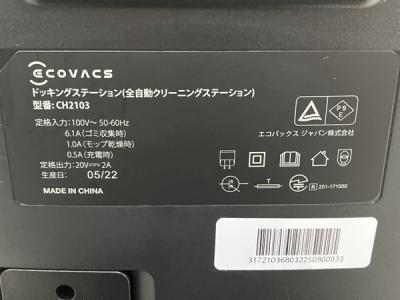 ECOVACS
ドッキングステーション(全自動クリーニングステーション)
型番: CH2103
定格入力: 100V～ 50-60Hz
6.1A(ゴミ収集時)
1.0A(モップ乾燥時)
0.5A(充電時)
定格出力: 20V 2A
生産日: 05/22
MADE IN CHINA
PSE
エコバックス ジャパン株式会社
R 201-171000
31721036803225080093​3